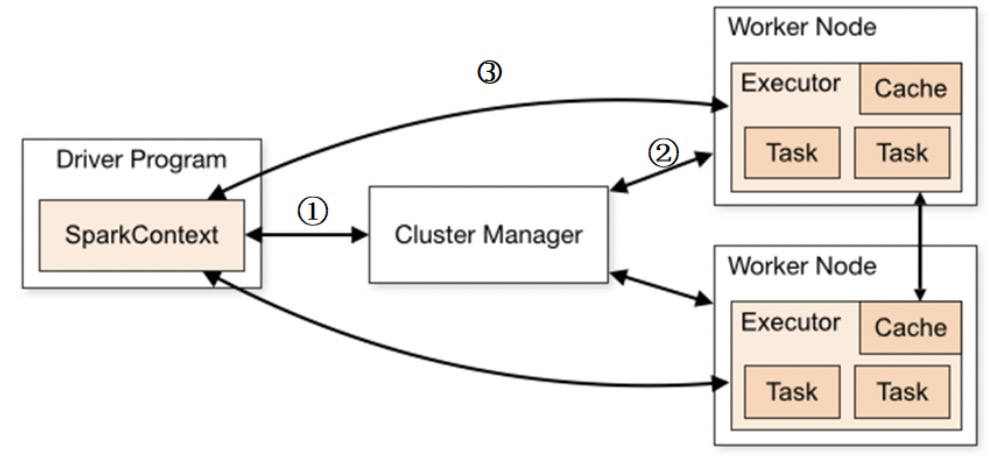 Driver Program
SparkContext
①
Cluster Manager
③
②
Worker Node
Executor
Cache
Task
Task
Worker Node
Executor
Cache
Task
Task